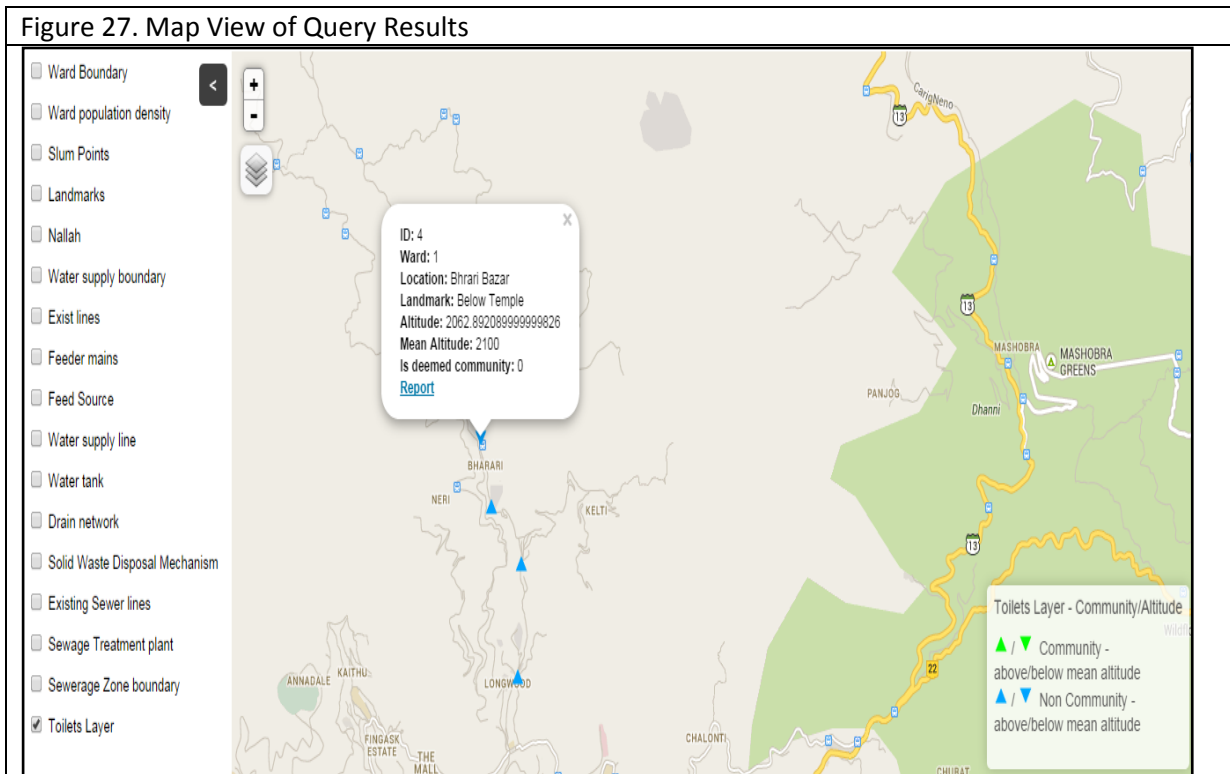 Figure 27. Map View of Query Results
Ward Boundary
Ward population density
Slum Points
Landmarks
Nallah
Water supply boundary
Exist lines
Feeder mains
Feed Source
Water supply line
Water tank
Drain network
Solid Waste Disposal Mechanism
Existing Sewer lines
Sewage Treatment plant
Sewerage Zone boundary
Toilets Layer
<
+
-
ID: 4
Ward: 1
Location: Bhrari Bazar
Landmark: Below Temple
Altitude: 2062.892089999999826
Mean Altitude: 2100
Is deemed community: 0
Report
x
CarigNeno
13
13
MASHOBRA
MASHOBRA
GREENS
PANJOG
Dhanni
BHARARI
NERI
KELTI
13
LONGWOOD
ANNADALE
KAITHU
FINGASK
ESTATE
THE
MALL
CHALONTI
22
CHURAT
Toilets Layer - Community/Altitude
/ Community -
above/below mean altitude
/ Non Community -
above/below mean altitude